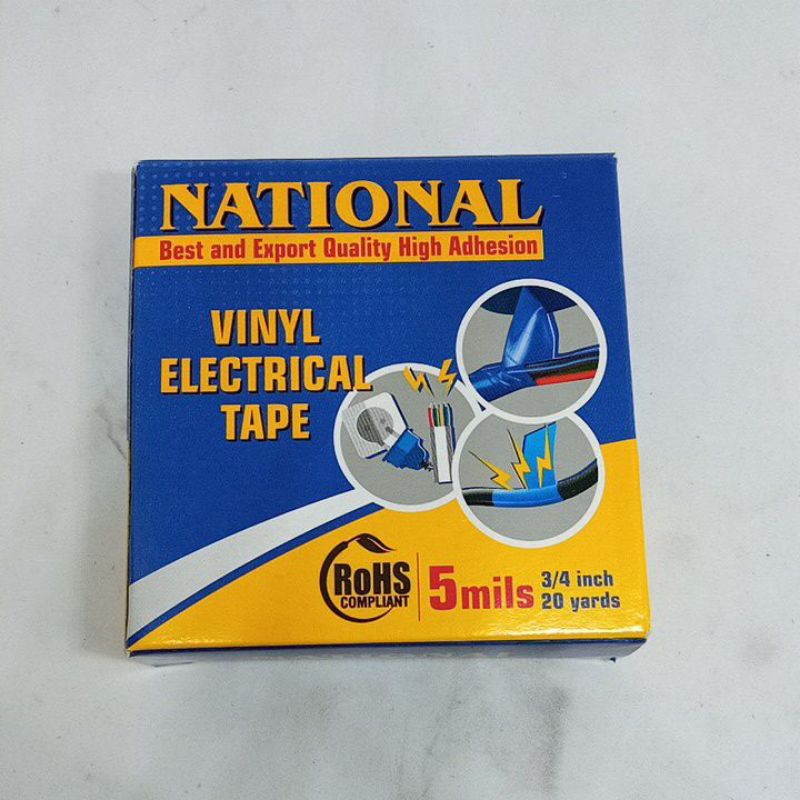 NATIONAL
Best and Export Quality High Adhesion
VINYL
ELECTRICAL
TAPE
RoHS
COMPLIANT
5mils
3/4 inch
20 yards